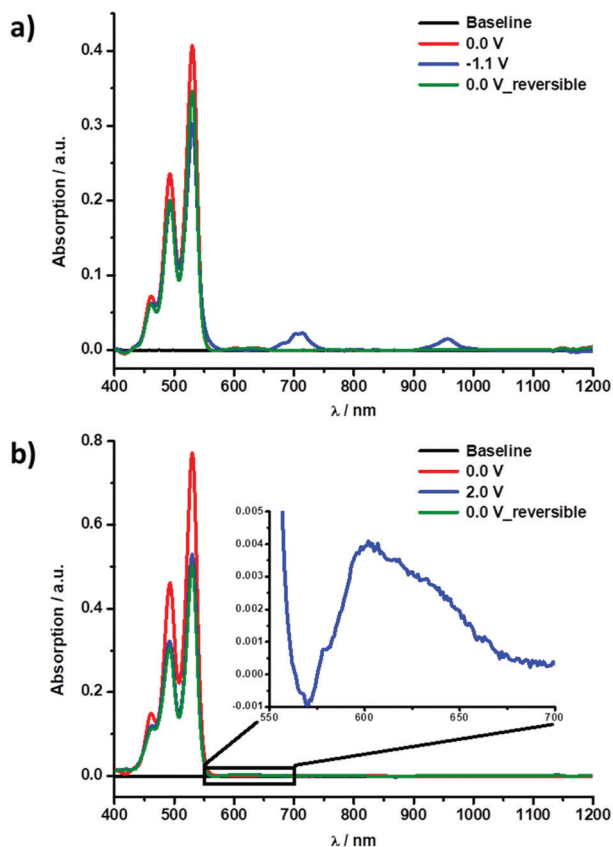 a)
Baseline
0.0 V
-1.1 V
0.0 V_reversible
Absorption / a.u.
0.4
0.3
0.2
0.1
0.0
400 500 600 700 800 900 1000 1100 1200
λ / nm
b)
Baseline
0.0 V
2.0 V
0.0 V_reversible
Absorption / a.u.
0.8
0.6
0.4
0.2
0.0
0.005
0.004
0.003
0.002
0.001
0.000
-0.001
550 600 650 700
400 500 600 700 800 900 1000 1100 1200
λ / nm